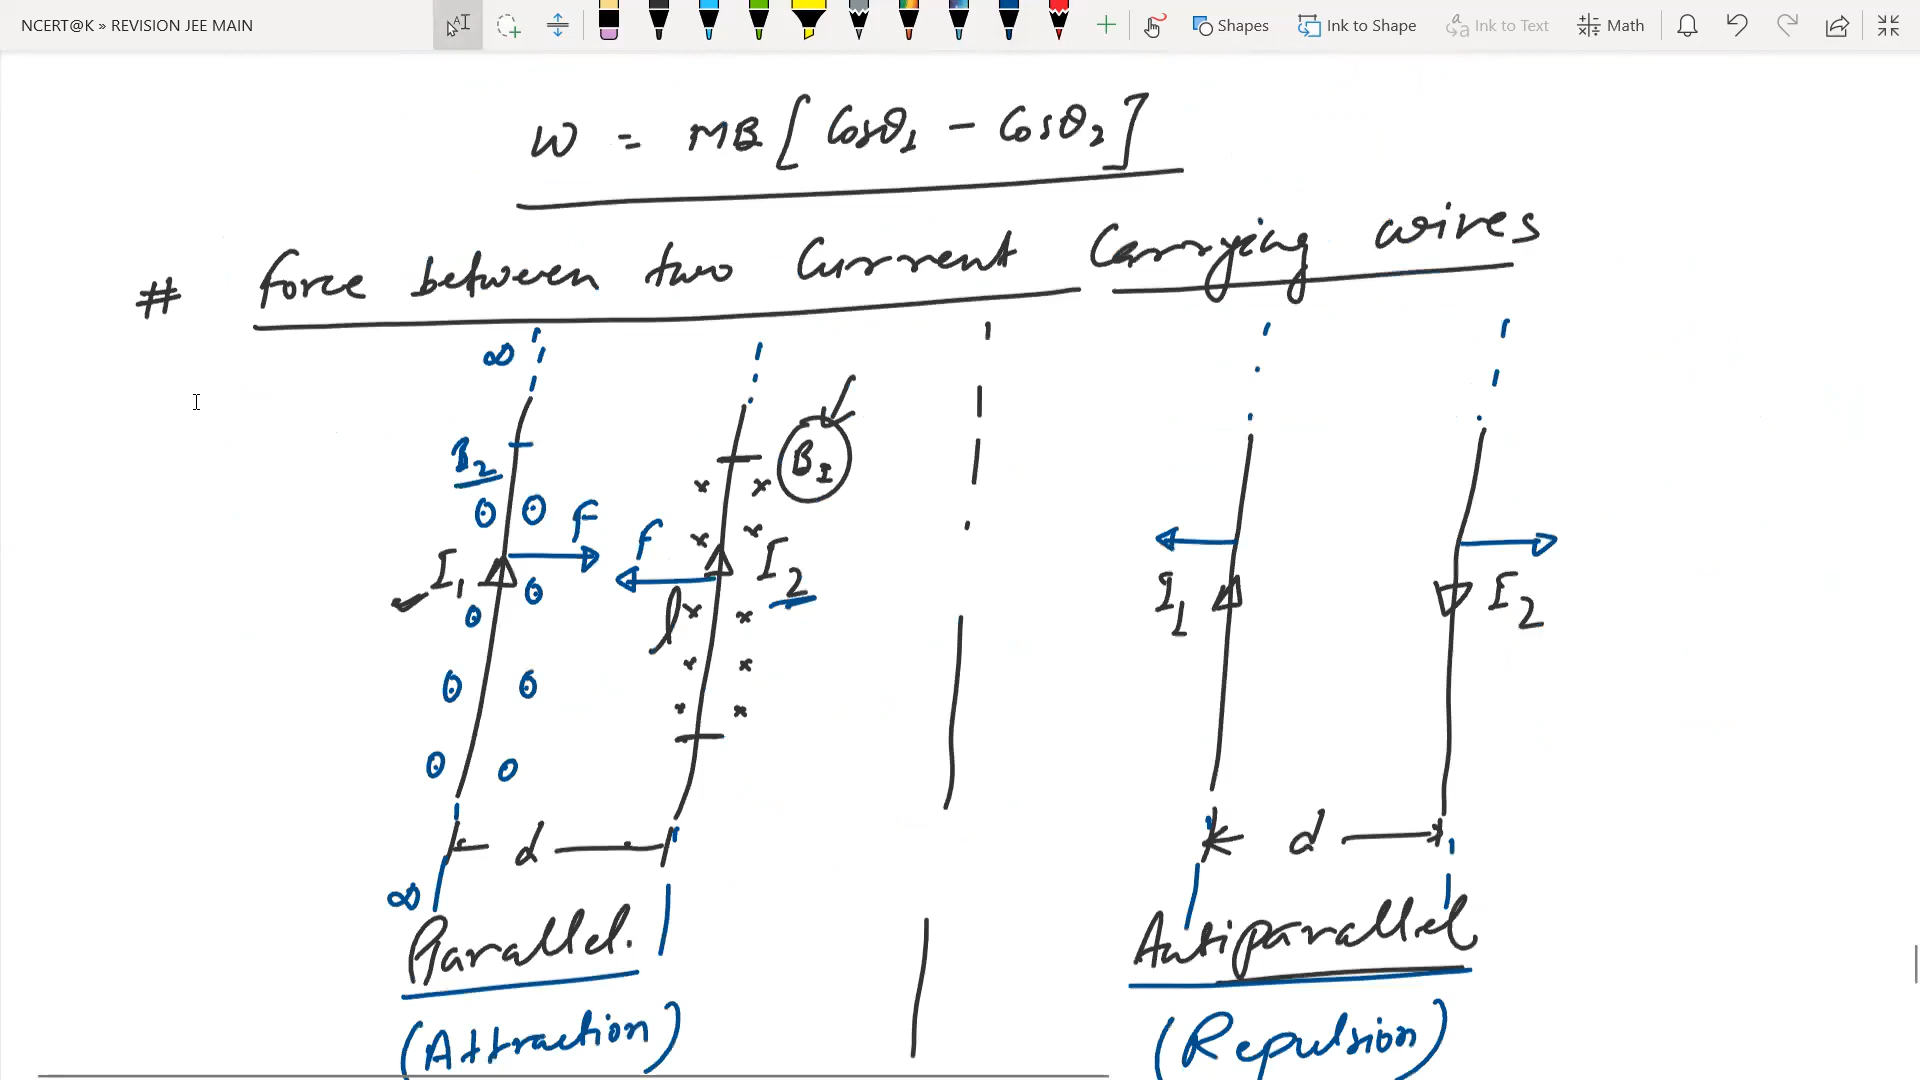 NCERT@K » REVISION JEE MAIN
Shapes Ink to Shape Ink to Text Math
W = MB [ Cosθ1 - Cosθ2 ]
# force between two Current Carrying wires
∞
B2 B1
F f
I1 l I2 I1 I2
d d
∞
Parallel. Antiparallel
(Attraction) (Repulsion)